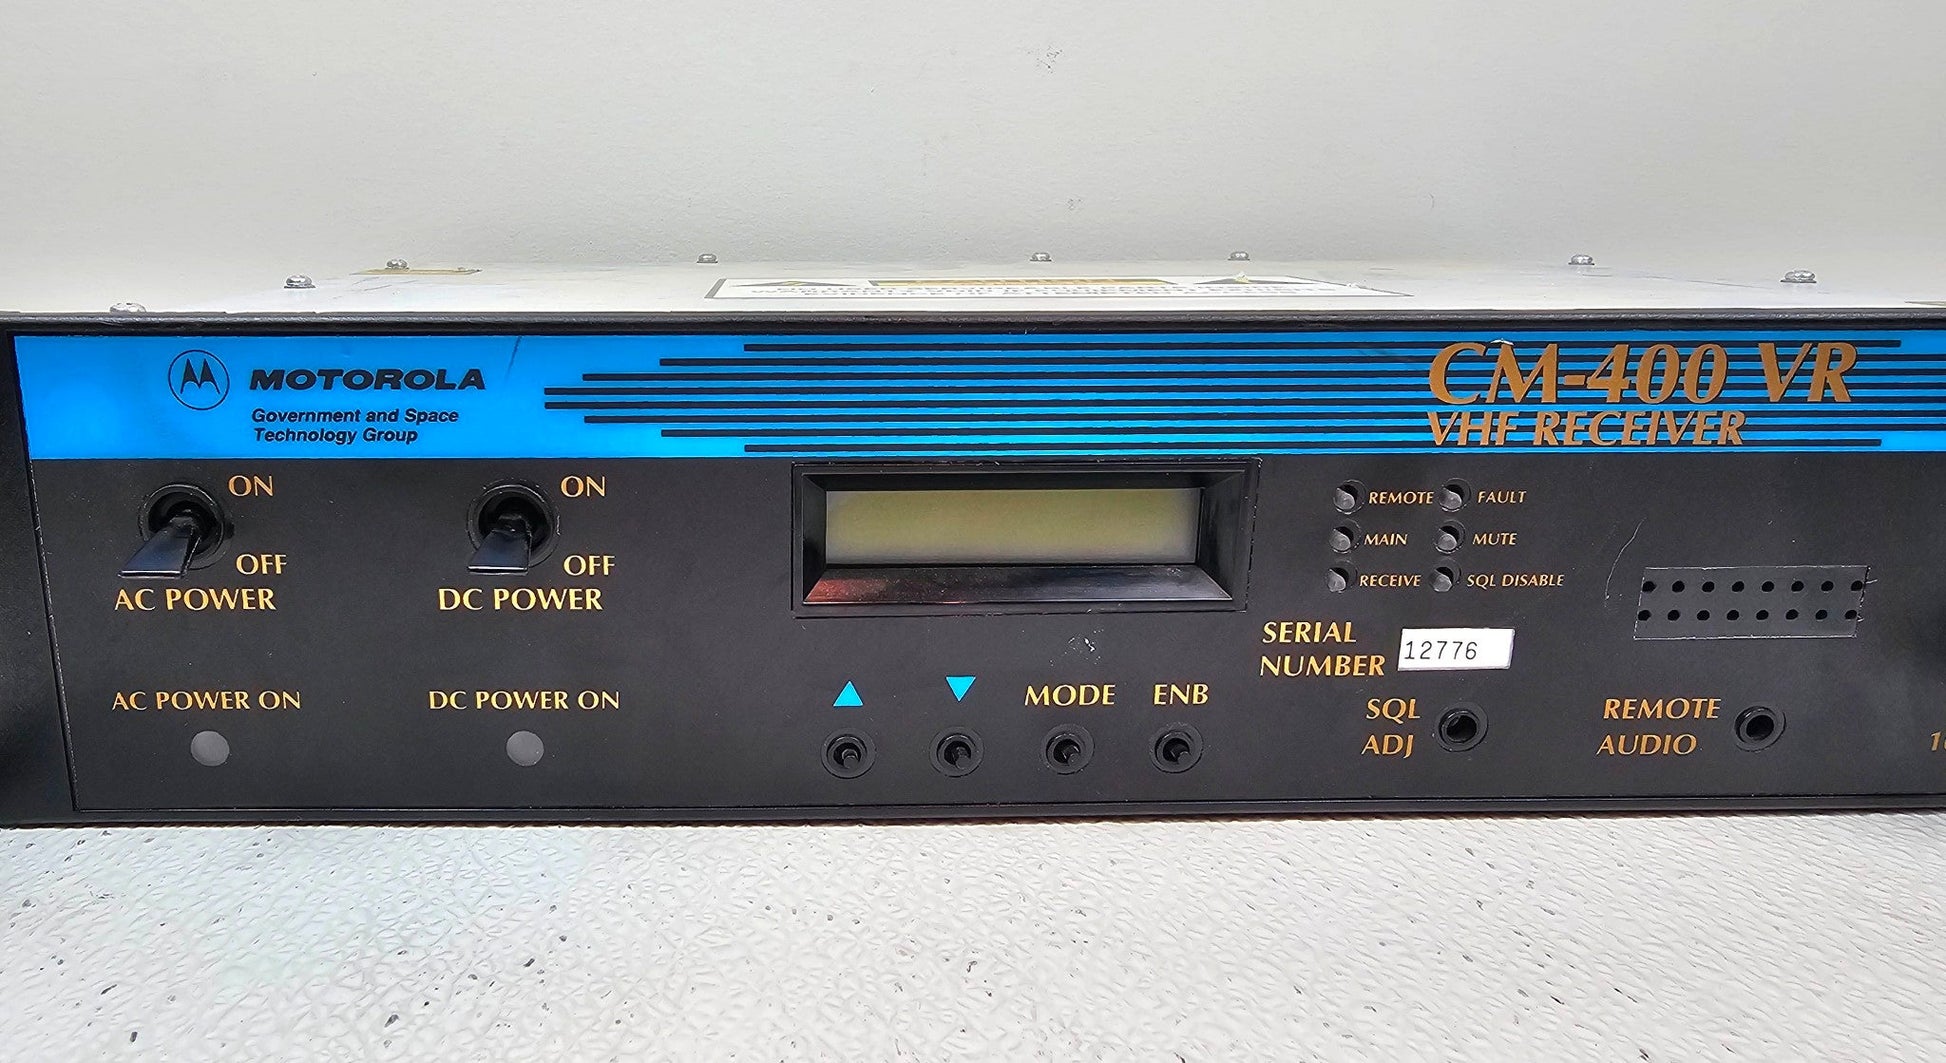 MOTOROLA
Government and Space
Technology Group
CM-400 VR
VHF RECEIVER
ON
OFF
AC POWER
ON
OFF
DC POWER
REMOTE FAULT
MAIN MUTE
RECEIVE SQL DISABLE
SERIAL
NUMBER
12776
AC POWER ON
DC POWER ON
MODE ENB
SQL
ADJ
REMOTE
AUDIO